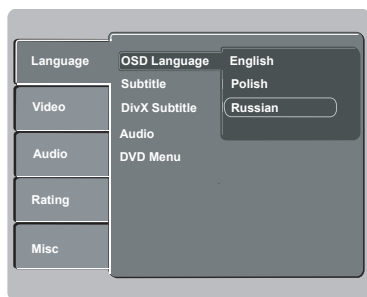 Language
Video
Audio
Rating
Misc
OSD Language
Subtitle
DivX Subtitle
Audio
DVD Menu
English
Polish
Russian